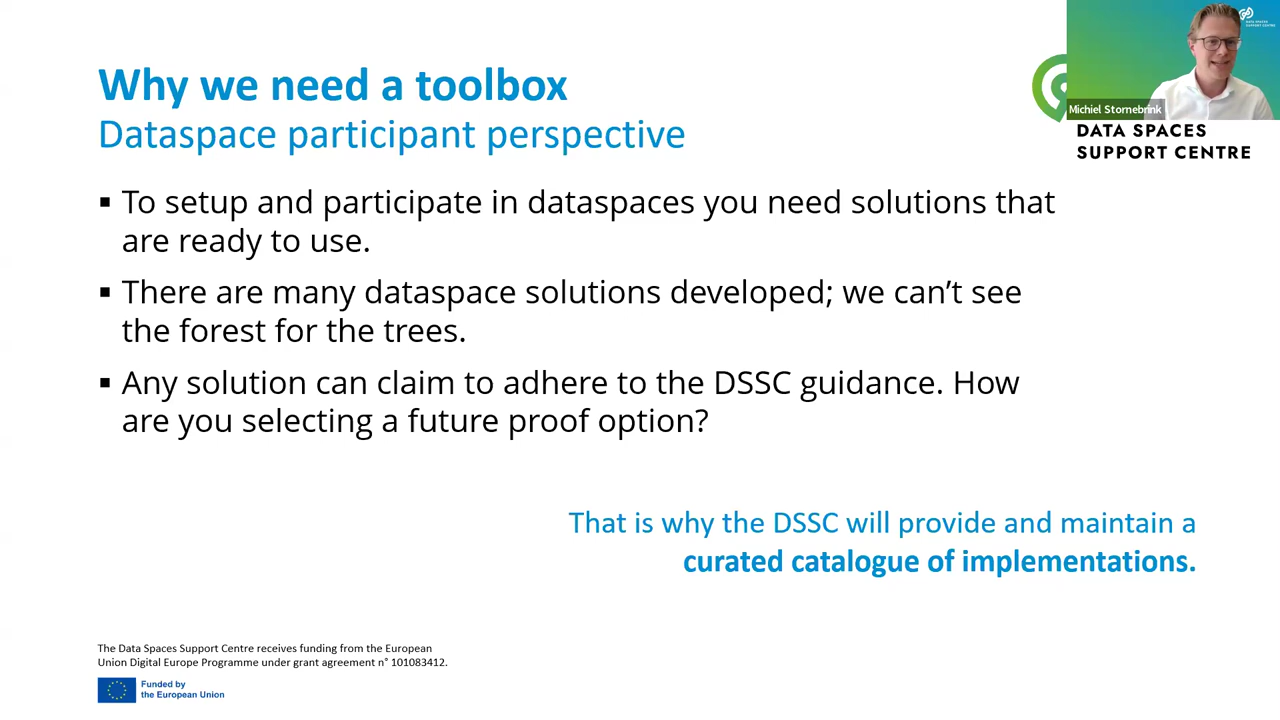 Why we need a toolbox
Dataspace participant perspective
▪ To setup and participate in dataspaces you need solutions that
are ready to use.
▪ There are many dataspace solutions developed; we can’t see
the forest for the trees.
▪ Any solution can claim to adhere to the DSSC guidance. How
are you selecting a future proof option?
That is why the DSSC will provide and maintain a
curated catalogue of implementations.
The Data Spaces Support Centre receives funding from the European
Union Digital Europe Programme under grant agreement n° 101083412.
Funded by
the European Union
DATA SPACES
SUPPORT CENTRE
Michiel Stornebrink
DATA SPACES
SUPPORT CENTRE